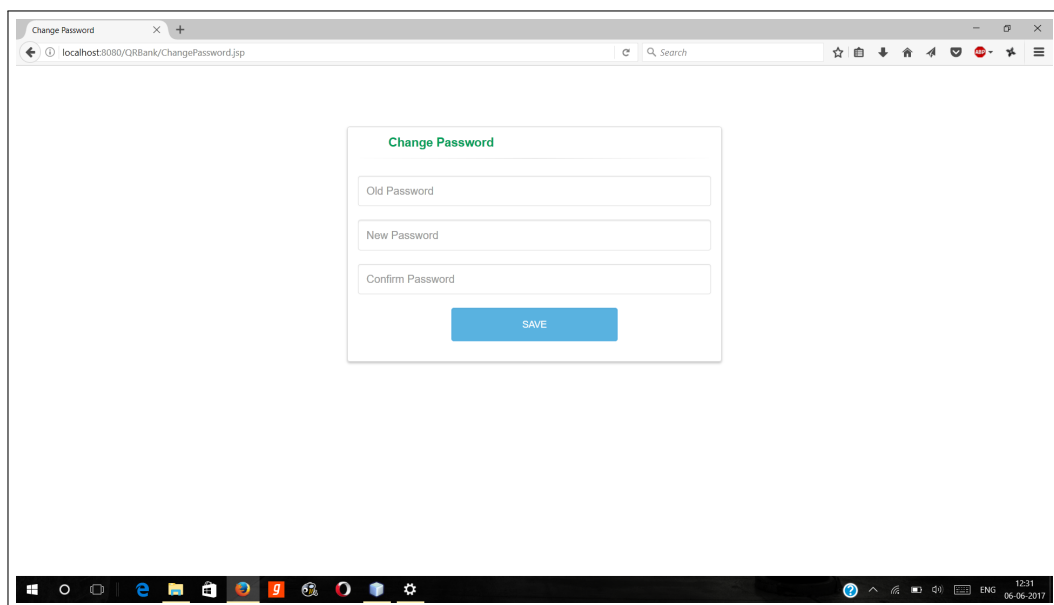 Change Password
localhost:8080/QRBank/ChangePassword.jsp
Search
ABP
Change Password
Old Password
New Password
Confirm Password
SAVE
ENG
12:31
06-06-2017